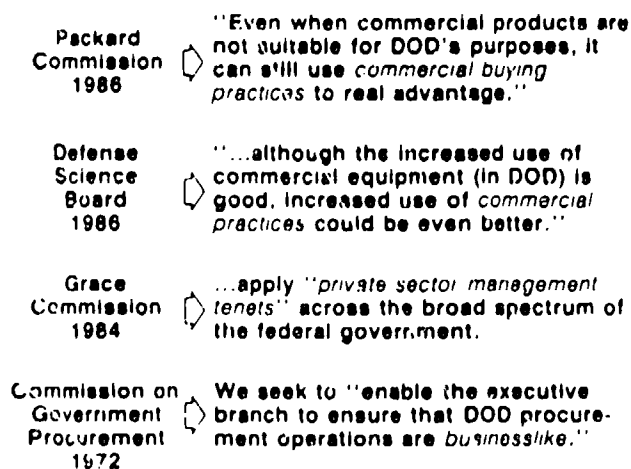 Packard
Commission
1986
"Even when commercial products are
not suitable for DOD's purposes, it
can still use commercial buying
practices to real advantage."
Defense
Science
Board
1986
"...although the increased use of
commercial equipment (in DOD) is
good, increased use of commercial
practices could be even better."
Grace
Commission
1984
...apply "private sector management
tenets" across the broad spectrum of
the federal government.
Commission on
Government
Procurement
1972
We seek to "enable the executive
branch to ensure that DOD procure-
ment operations are businesslike."